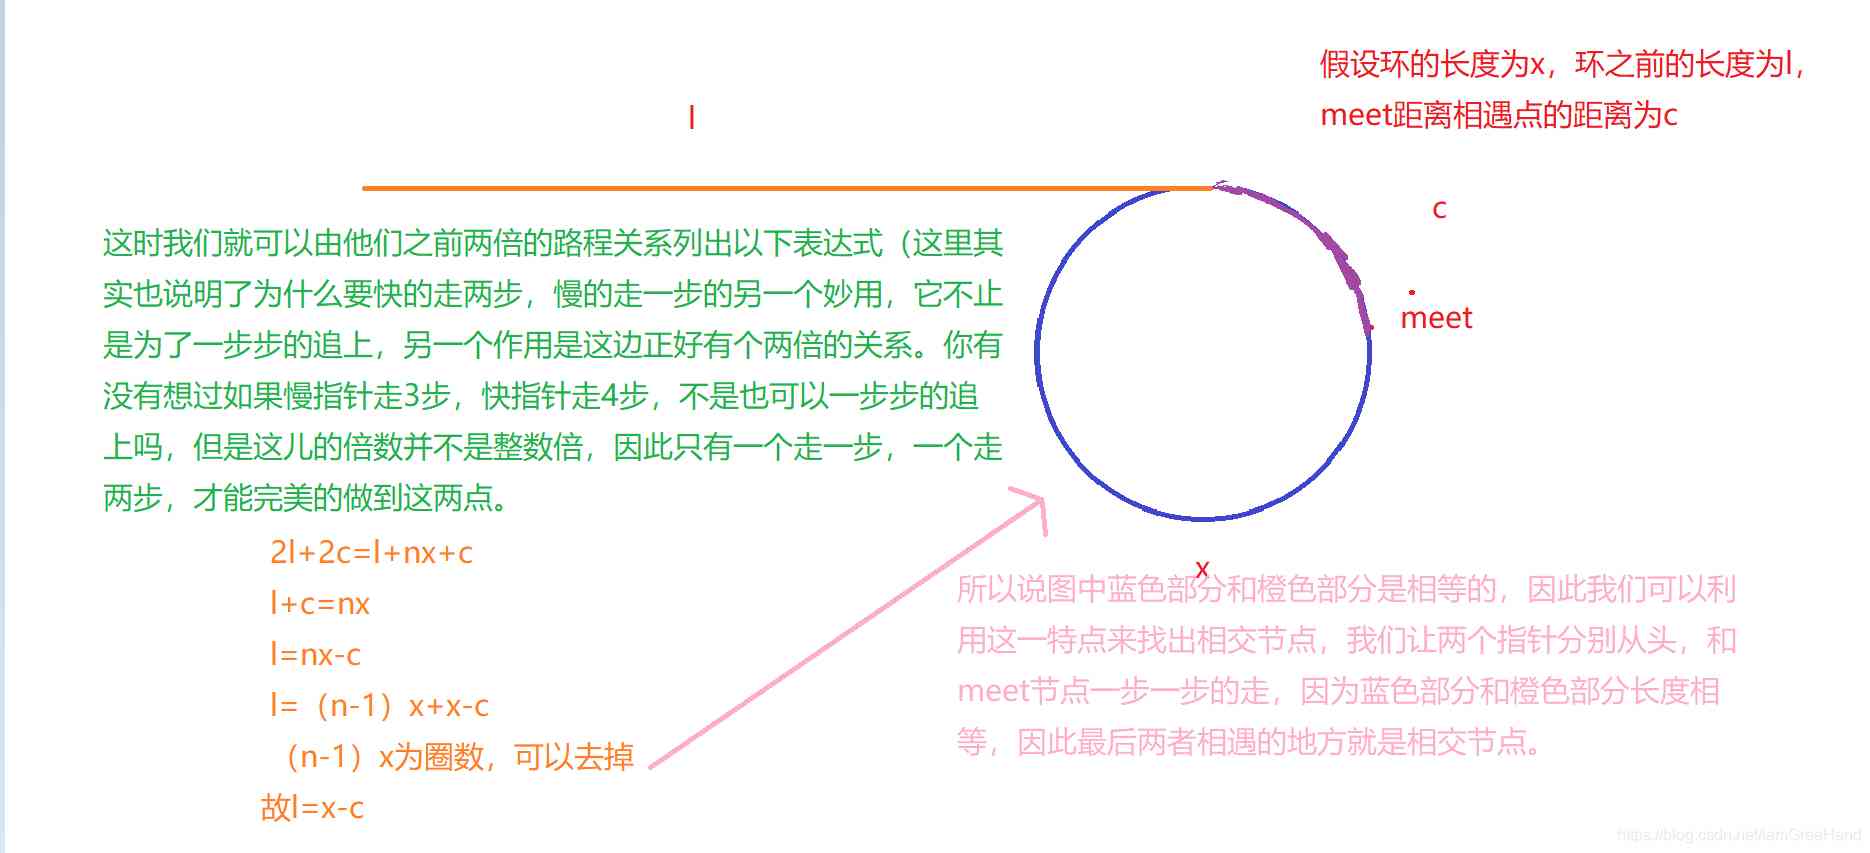 假设环的长度为x，环之前的长度为l，
meet距离相遇点的距离为c
l
c
meet
这时我们就可以由他们之前两倍的路程关系列出以下表达式（这里其
实也说明了为什么要快的走两步，慢的走一步的另一个妙用，它不止
是为了一步步的追上，另一个作用是这边正好有个两倍的关系。你有
没有想过如果慢指针走3步，快指针走4步，不是也可以一步步的追
上吗，但是这儿的倍数并不是整数倍，因此只有一个走一步，一个走
两步，才能完美的做到这两点。
2l+2c=l+nx+c
l+c=nx
l=nx-c
l=（n-1）x+x-c
（n-1）x为圈数，可以去掉
故l=x-c
x
所以说图中蓝色部分和橙色部分是相等的，因此我们可以利
用这一特点来找出相交节点，我们让两个指针分别从头，和
meet节点一步一步的走，因为蓝色部分和橙色部分长度相
等，因此最后两者相遇的地方就是相交节点。
https://blog.csdn.net/IamGreeHand